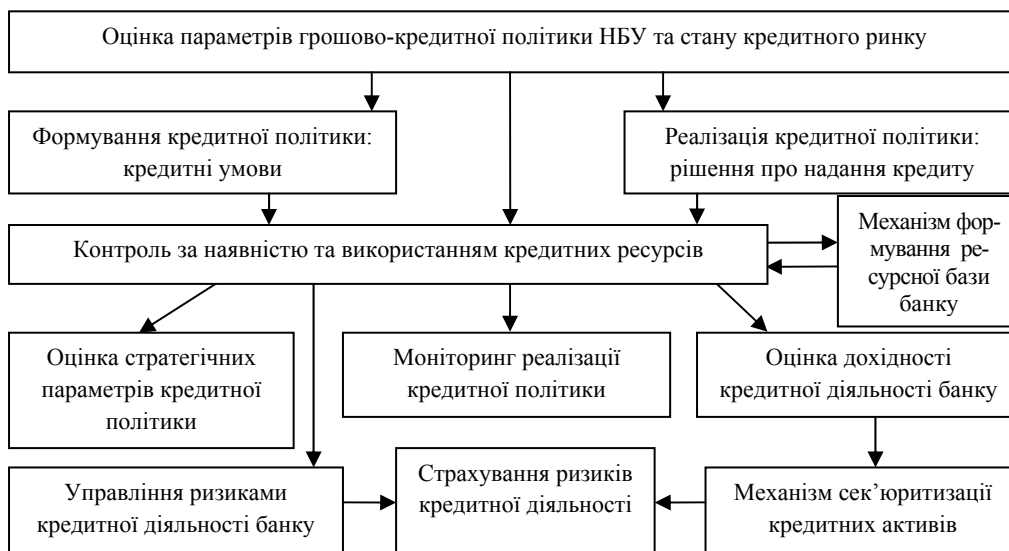 Оцінка параметрів грошово-кредитної політики НБУ та стану кредитного ринку
Формування кредитної політики:
кредитні умови
Реалізація кредитної політики:
рішення про надання кредиту
Контроль за наявністю та використанням кредитних ресурсів
Механізм фор-
мування ре-
сурсної бази
банку
Оцінка стратегічних
параметрів кредитної
політики
Моніторинг реалізації
кредитної політики
Оцінка дохідності
кредитної діяльності банку
Управління ризиками
кредитної діяльності банку
Страхування ризиків
кредитної діяльності
Механізм сек’юритизації
кредитних активів